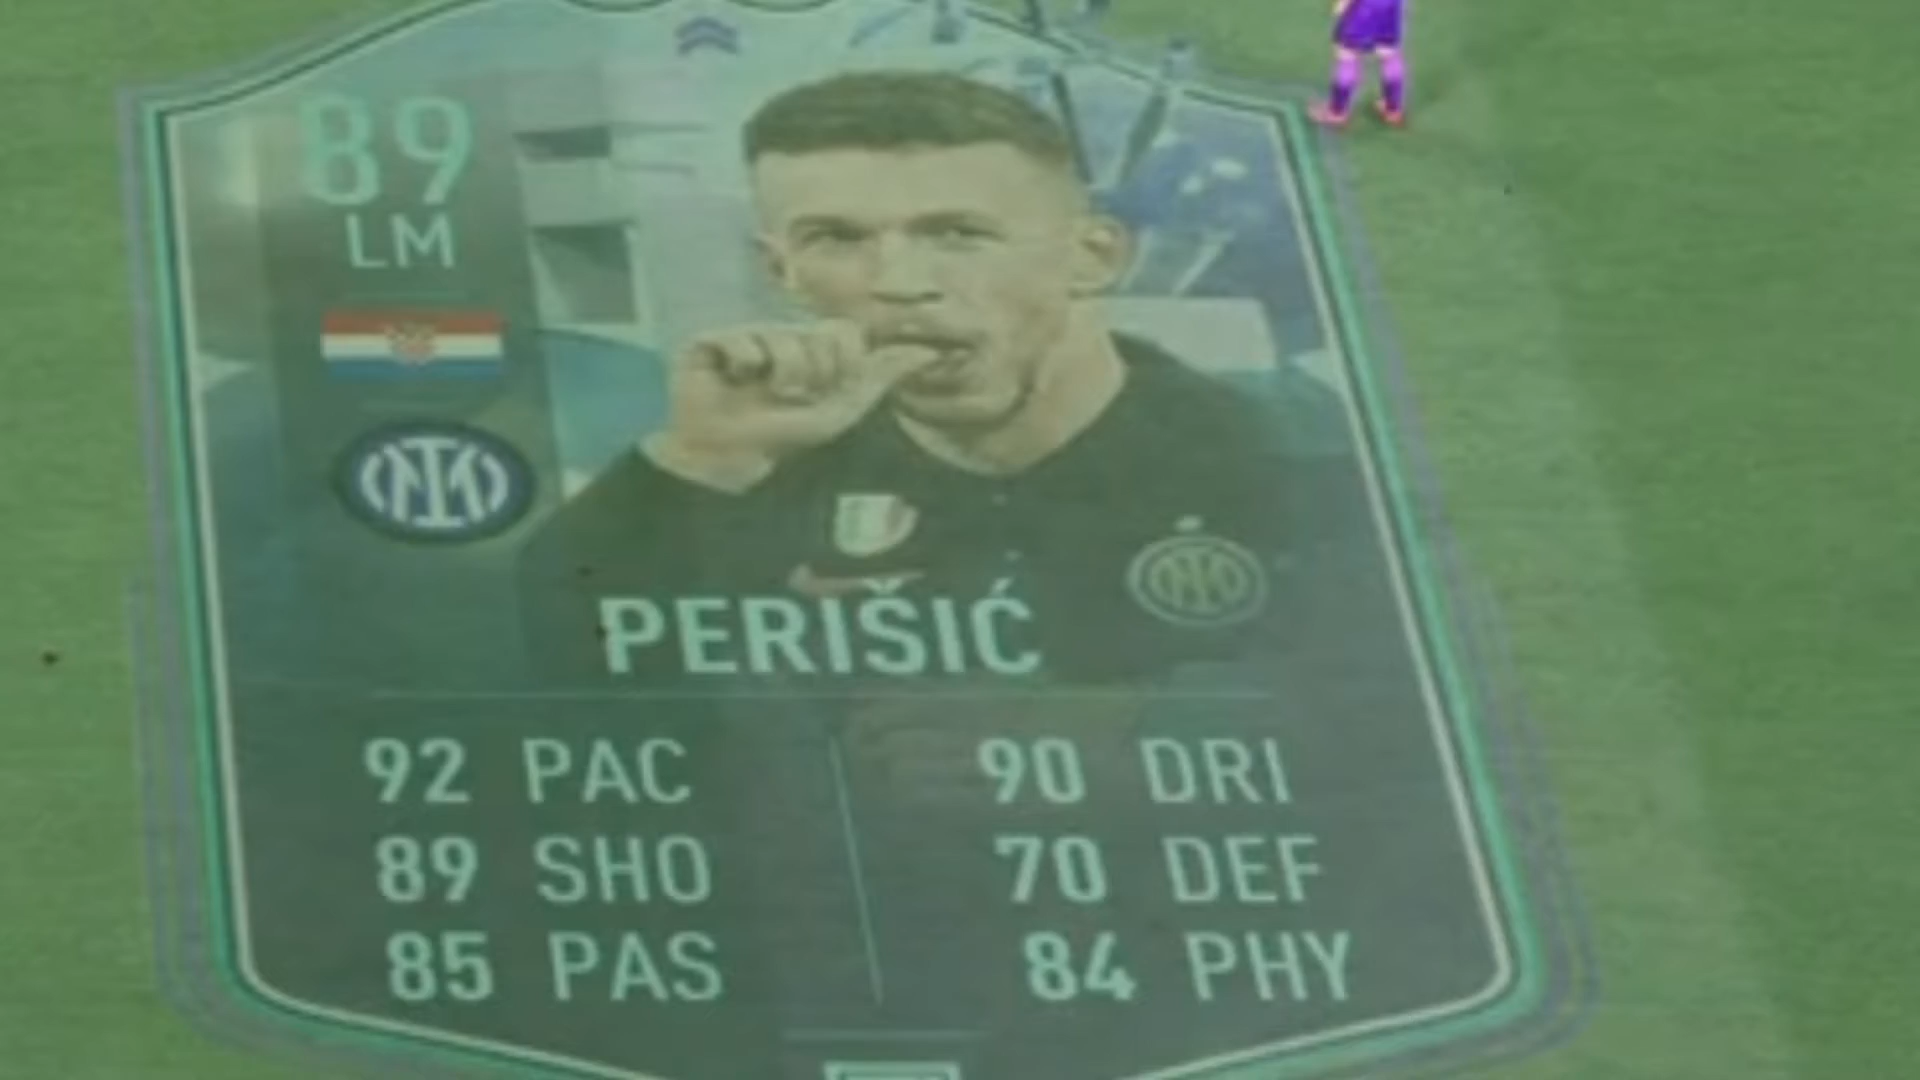 89
LM
PERIŠIĆ
92 PAC
90 DRI
89 SHO
70 DEF
85 PAS
84 PHY